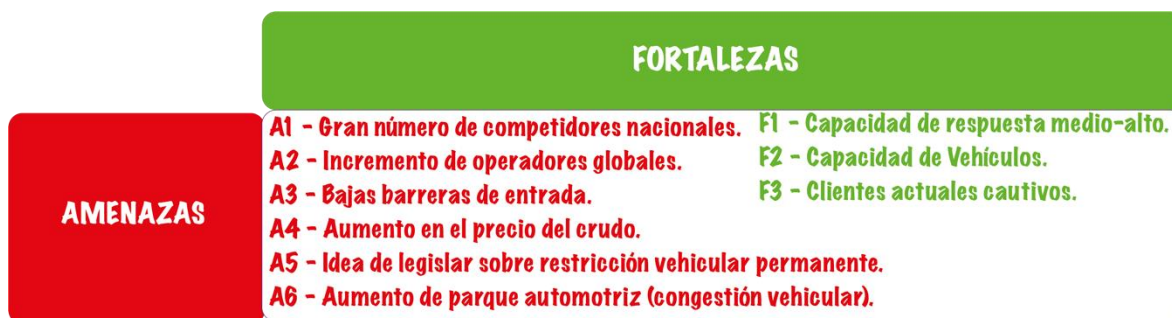 FORTALEZAS
AMENAZAS
A1 - Gran número de competidores nacionales.
A2 - Incremento de operadores globales.
A3 - Bajas barreras de entrada.
A4 - Aumento en el precio del crudo.
A5 - Idea de legislar sobre restricción vehicular permanente.
A6 - Aumento de parque automotriz (congestión vehicular).
F1 - Capacidad de respuesta medio-alto.
F2 - Capacidad de Vehículos.
F3 - Clientes actuales cautivos.